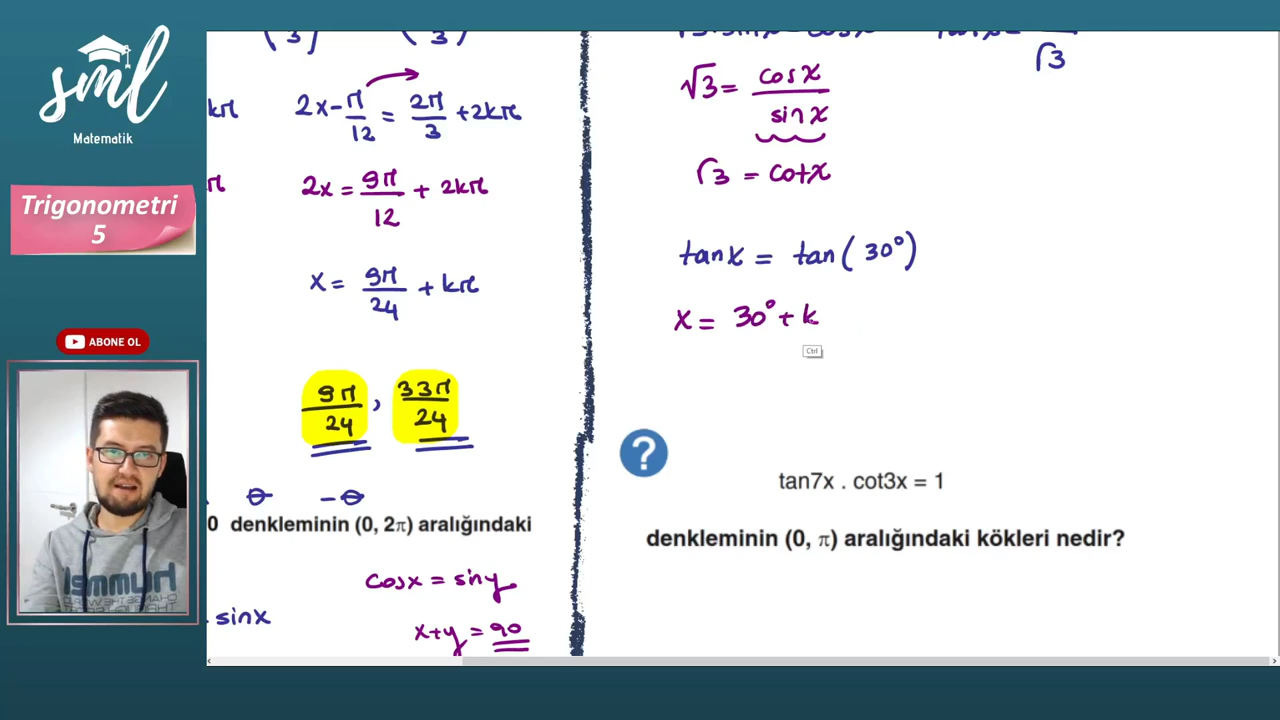 sml
Matematik
Trigonometri
5
ABONE OL
kπ
2x - π/12 = 2π/3 + 2kπ
2x = 9π/12 + 2kπ
x = 9π/24 + kπ
9π/24 , 33π/24
θ -θ
0 denkleminin (0, 2π) aralığındaki
cosx = siny
sinx
x+y = 90
√3 = cosx/sinx
√3 = cotx
tanx = tan(30°)
x = 30° + k
Ctrl
?
tan7x . cot3x = 1
denkleminin (0, π) aralığındaki kökleri nedir?